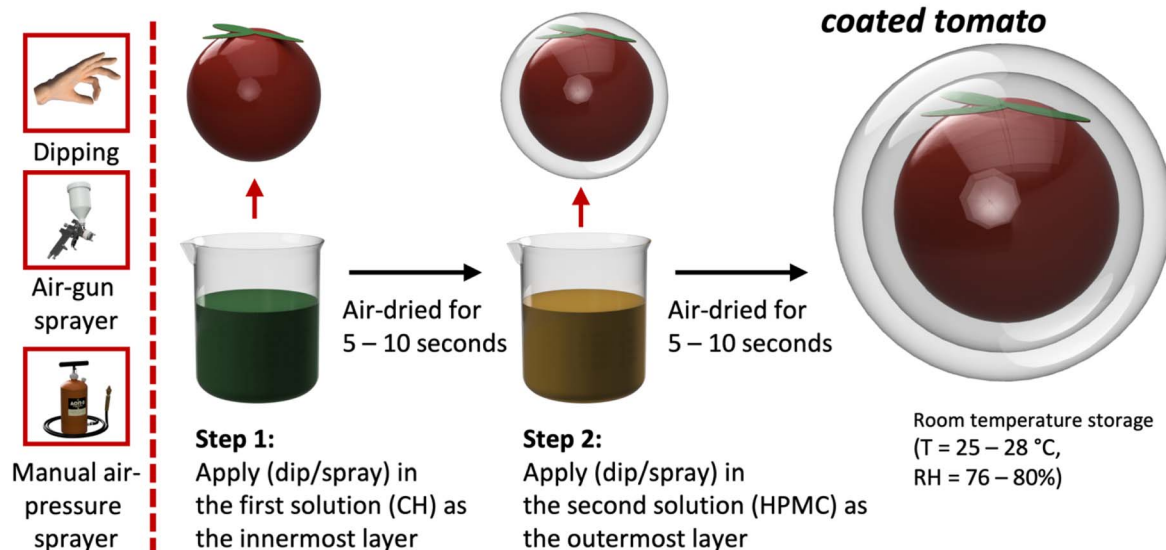 coated tomato
Dipping
Air-gun
sprayer
Manual air-
pressure
sprayer
Air-dried for
5 – 10 seconds
Air-dried for
5 – 10 seconds
Step 1:
Apply (dip/spray) in
the first solution (CH) as
the innermost layer
Step 2:
Apply (dip/spray) in
the second solution (HPMC) as
the outermost layer
Room temperature storage
(T = 25 – 28 °C,
RH = 76 – 80%)